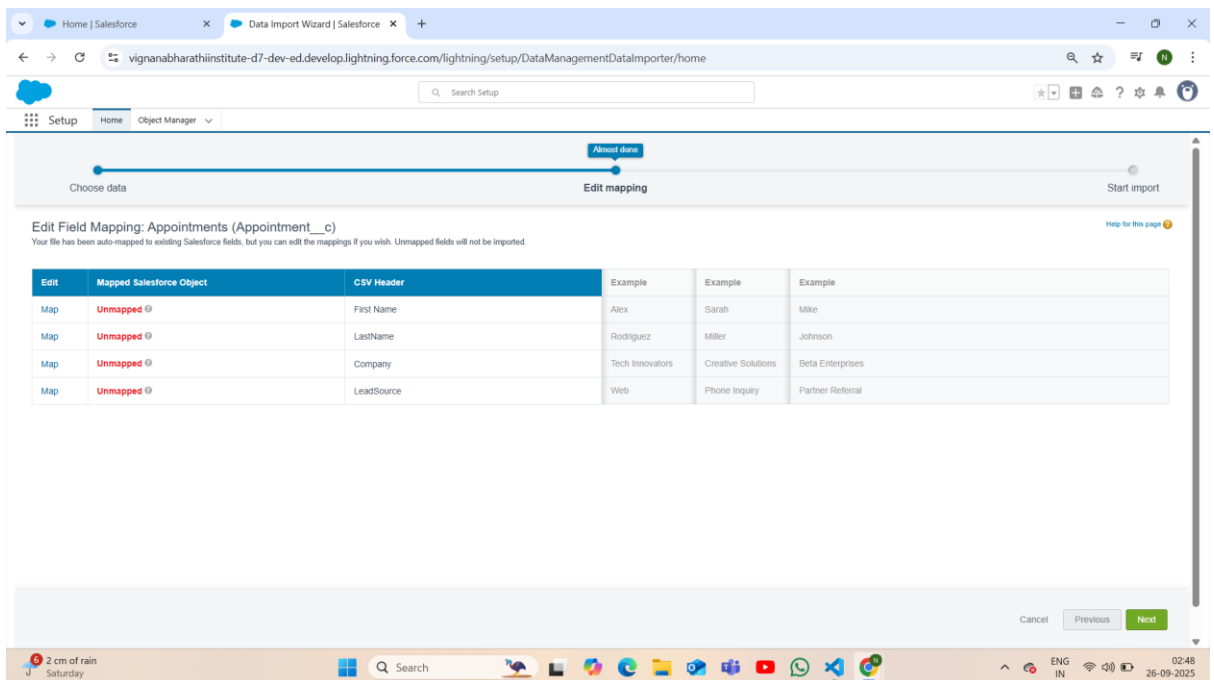 Home | Salesforce
Data Import Wizard | Salesforce
vignanabharathiinstitute-d7-dev-ed.develop.lightning.force.com/lightning/setup/DataManagementDataImporter/home
N
Search Setup
Setup Home Object Manager
Almost done
Choose data Edit mapping Start import
Edit Field Mapping: Appointments (Appointment__c)
Help for this page
Your file has been auto-mapped to existing Salesforce fields, but you can edit the mappings if you wish. Unmapped fields will not be imported.
Edit Mapped Salesforce Object CSV Header Example Example Example
Map Unmapped First Name Alex Sarah Mike
Map Unmapped LastName Rodriguez Miller Johnson
Map Unmapped Company Tech Innovators Creative Solutions Beta Enterprises
Map Unmapped LeadSource Web Phone Inquiry Partner Referral
Cancel Previous Next
6 2 cm of rain
Saturday
Search
ENG
IN
02:48
26-09-2025